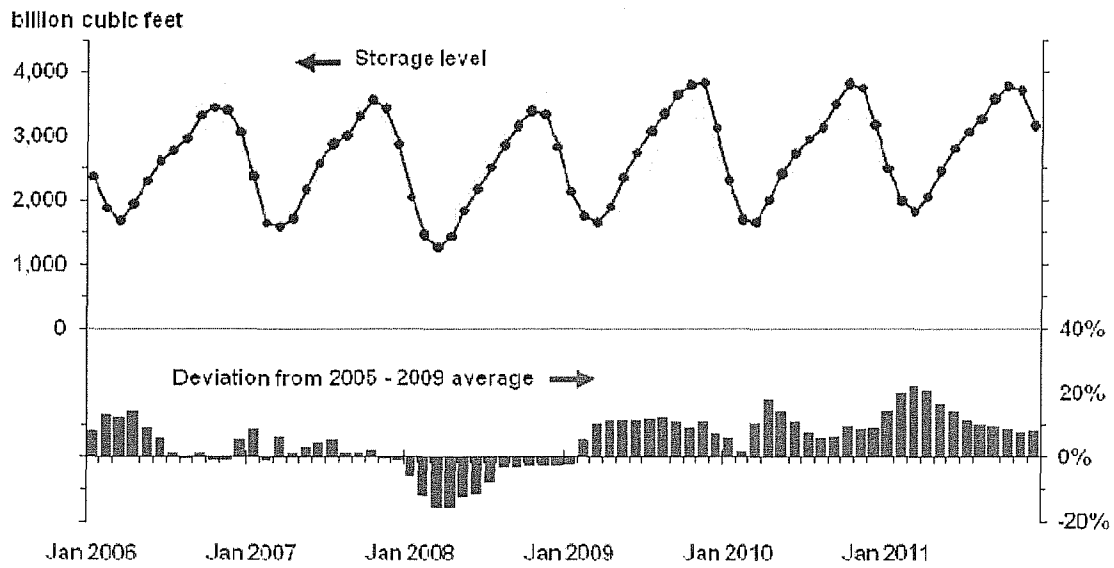 billion cubic feet
Storage level
4,000
3,000
2,000
1,000
0
40%
Deviation from 2005 - 2009 average
20%
0%
-20%
Jan 2006 Jan 2007 Jan 2008 Jan 2009 Jan 2010 Jan 2011